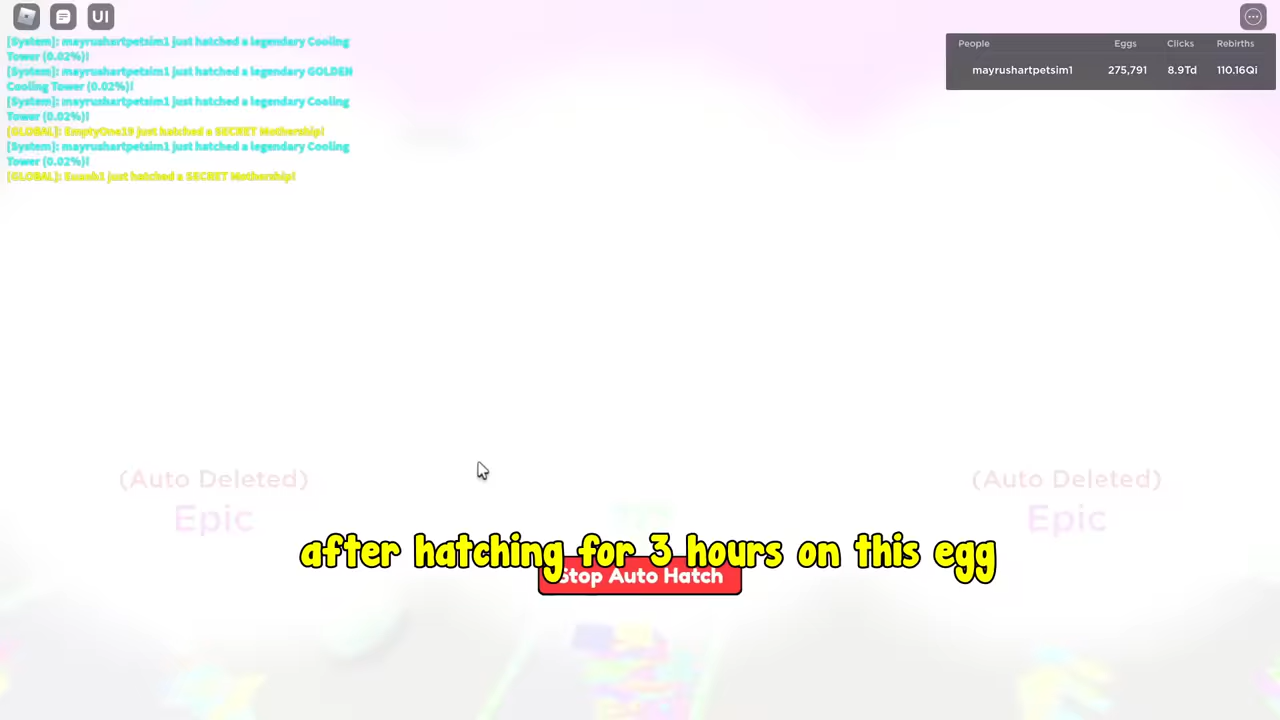 UI
[System]: mayrushartpetsim1 just hatched a legendary Cooling
Tower (0.02%)!
[System]: mayrushartpetsim1 just hatched a legendary GOLDEN
Cooling Tower (0.02%)!
[System]: mayrushartpetsim1 just hatched a legendary Cooling
Tower (0.02%)!
[GLOBAL]: EmptyOne19 just hatched a SECRET Mothership!
[System]: mayrushartpetsim1 just hatched a legendary Cooling
Tower (0.02%)!
[GLOBAL]: just hatched a SECRET Mothership!
People Eggs Clicks Rebirths
mayrushartpetsim1 275,791 8.9Td 110.16Qi
(Auto Deleted) (Auto Deleted)
Epic Epic
after hatching for 3 hours on this egg
Stop Auto Hatch